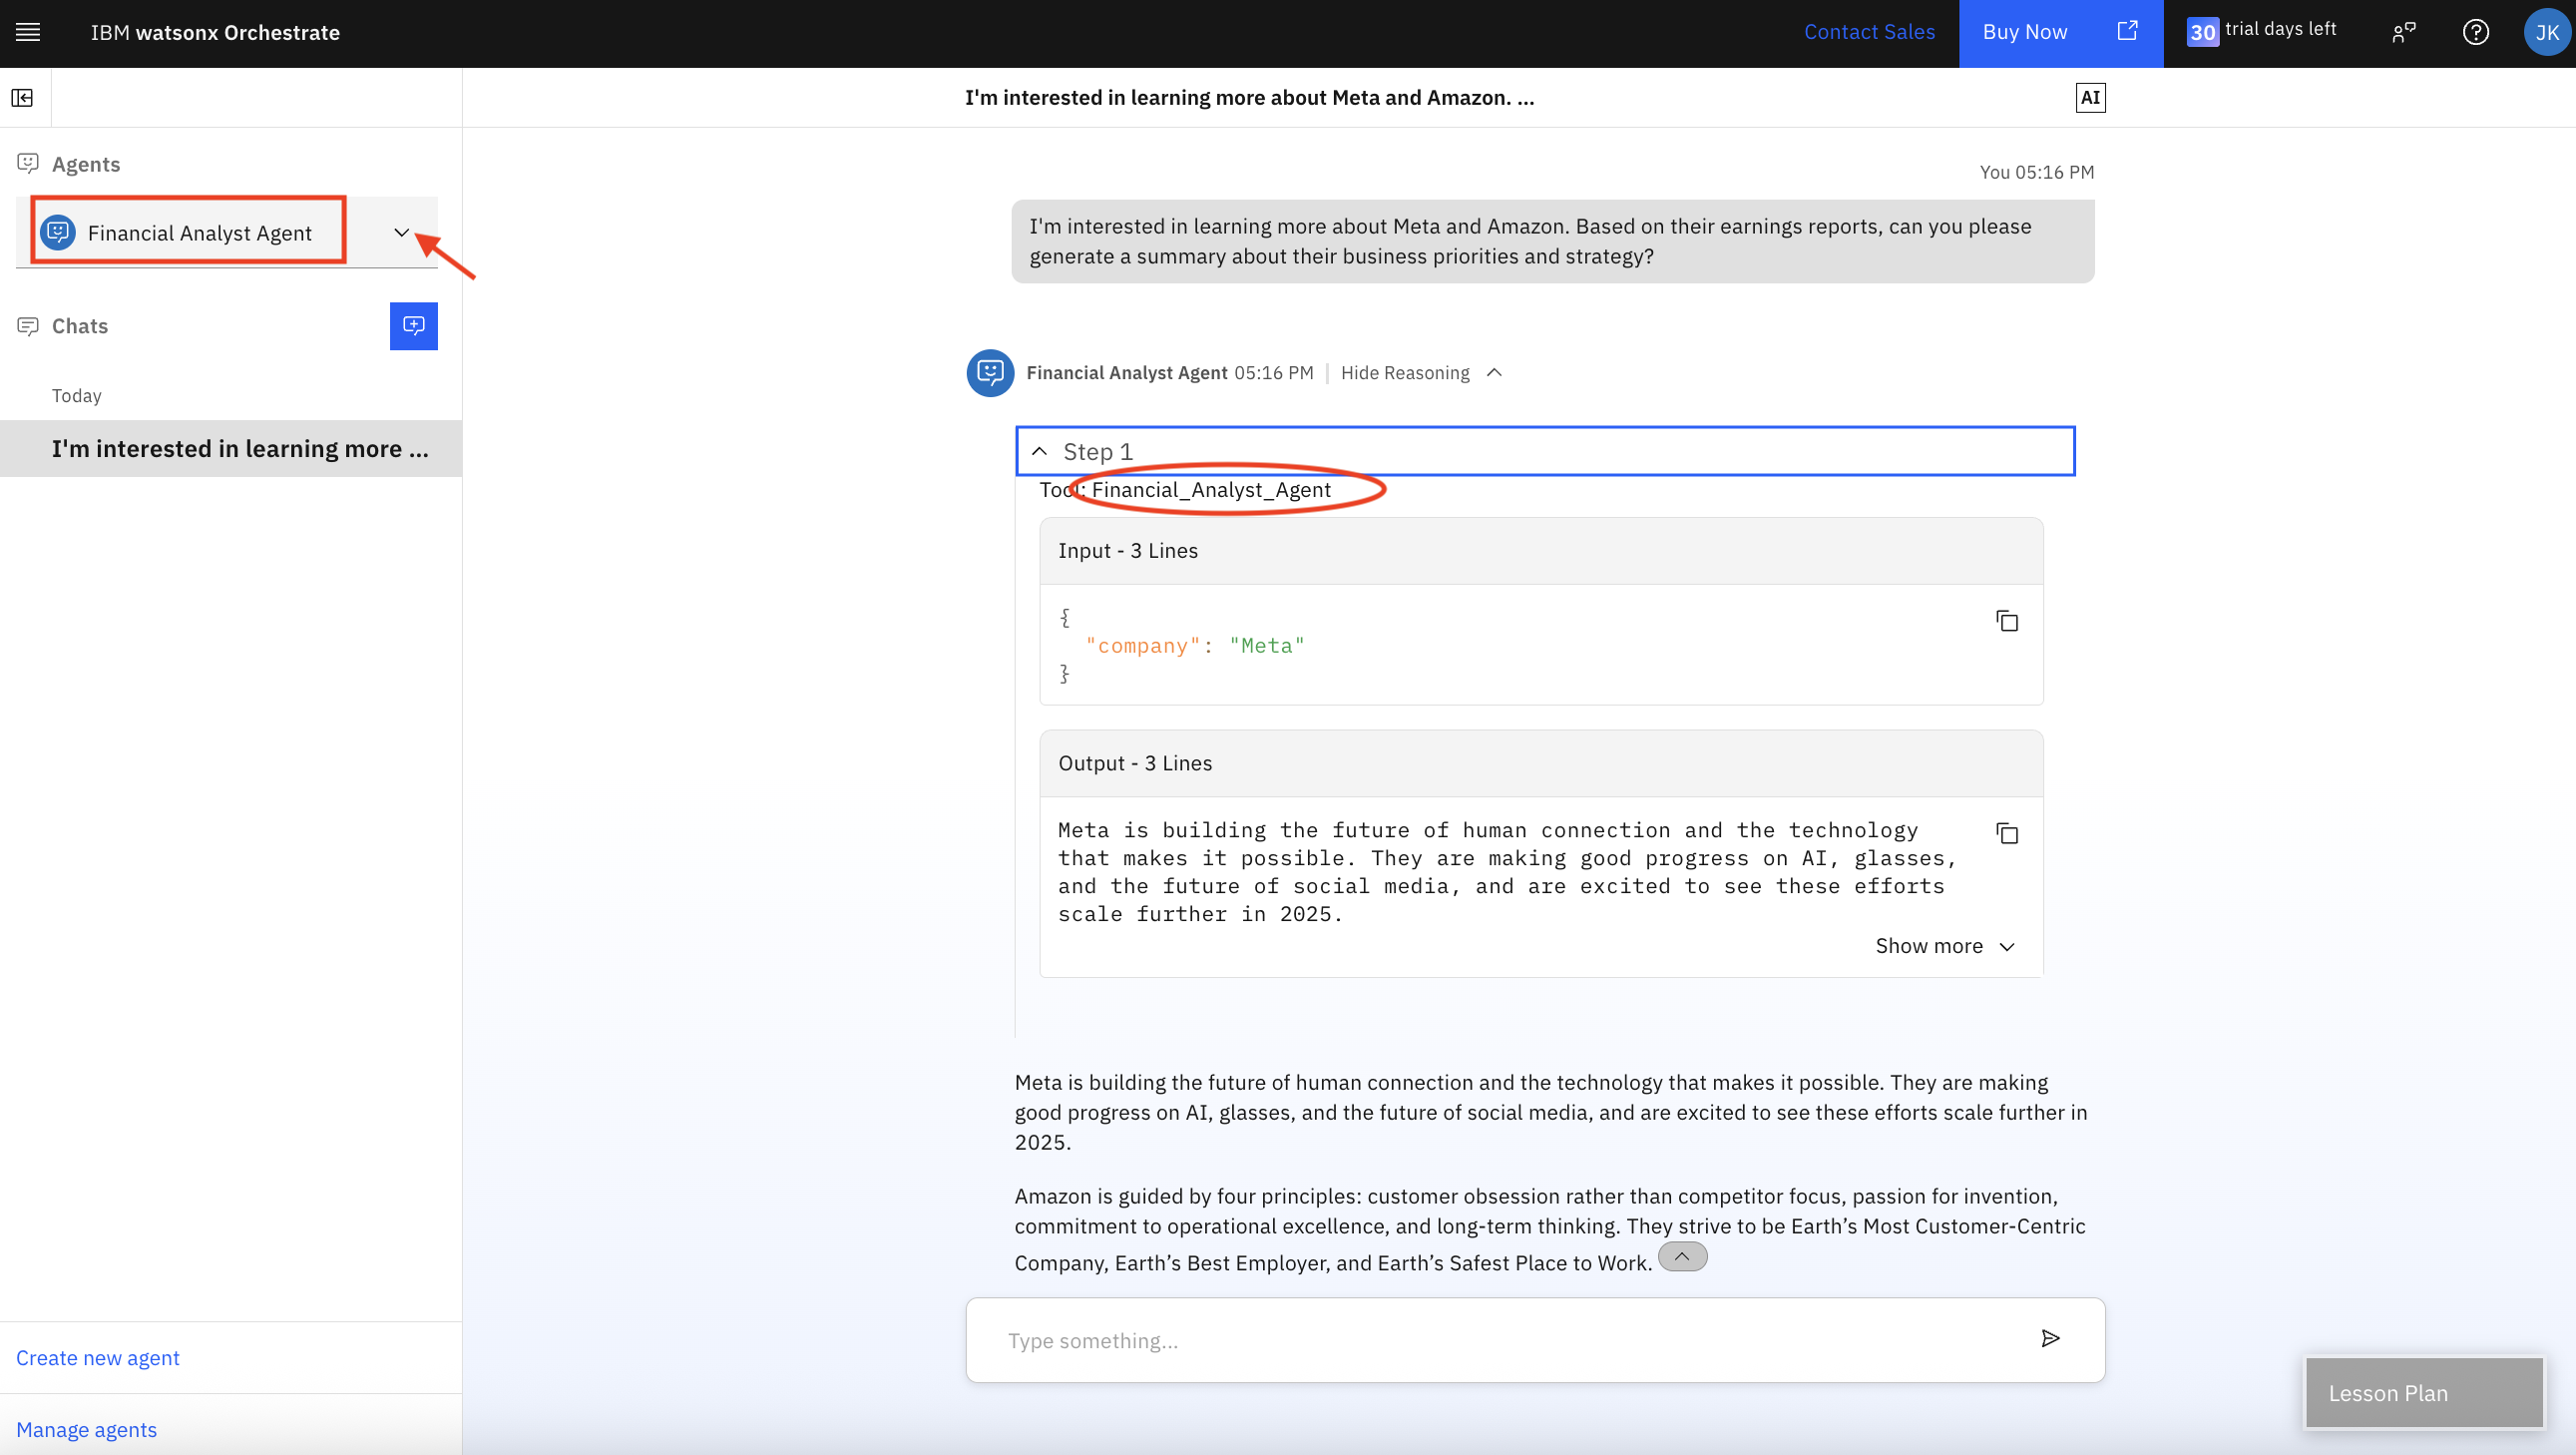 IBM watsonx Orchestrate
Contact Sales
Buy Now
30 trial days left
JK
I'm interested in learning more about Meta and Amazon. ...
AI
Agents
Financial Analyst Agent
Chats
Today
I'm interested in learning more ...
Create new agent
Manage agents
You 05:16 PM
I'm interested in learning more about Meta and Amazon. Based on their earnings reports, can you please
generate a summary about their business priorities and strategy?
Financial Analyst Agent 05:16 PM | Hide Reasoning
Step 1
Tool: Financial_Analyst_Agent
Input - 3 Lines
{
"company": "Meta"
}
Output - 3 Lines
Meta is building the future of human connection and the technology
that makes it possible. They are making good progress on AI, glasses,
and the future of social media, and are excited to see these efforts
scale further in 2025.
Show more
Meta is building the future of human connection and the technology that makes it possible. They are making
good progress on AI, glasses, and the future of social media, and are excited to see these efforts scale further in
2025.
Amazon is guided by four principles: customer obsession rather than competitor focus, passion for invention,
commitment to operational excellence, and long-term thinking. They strive to be Earth’s Most Customer-Centric
Company, Earth’s Best Employer, and Earth’s Safest Place to Work.
Type something...
Lesson Plan